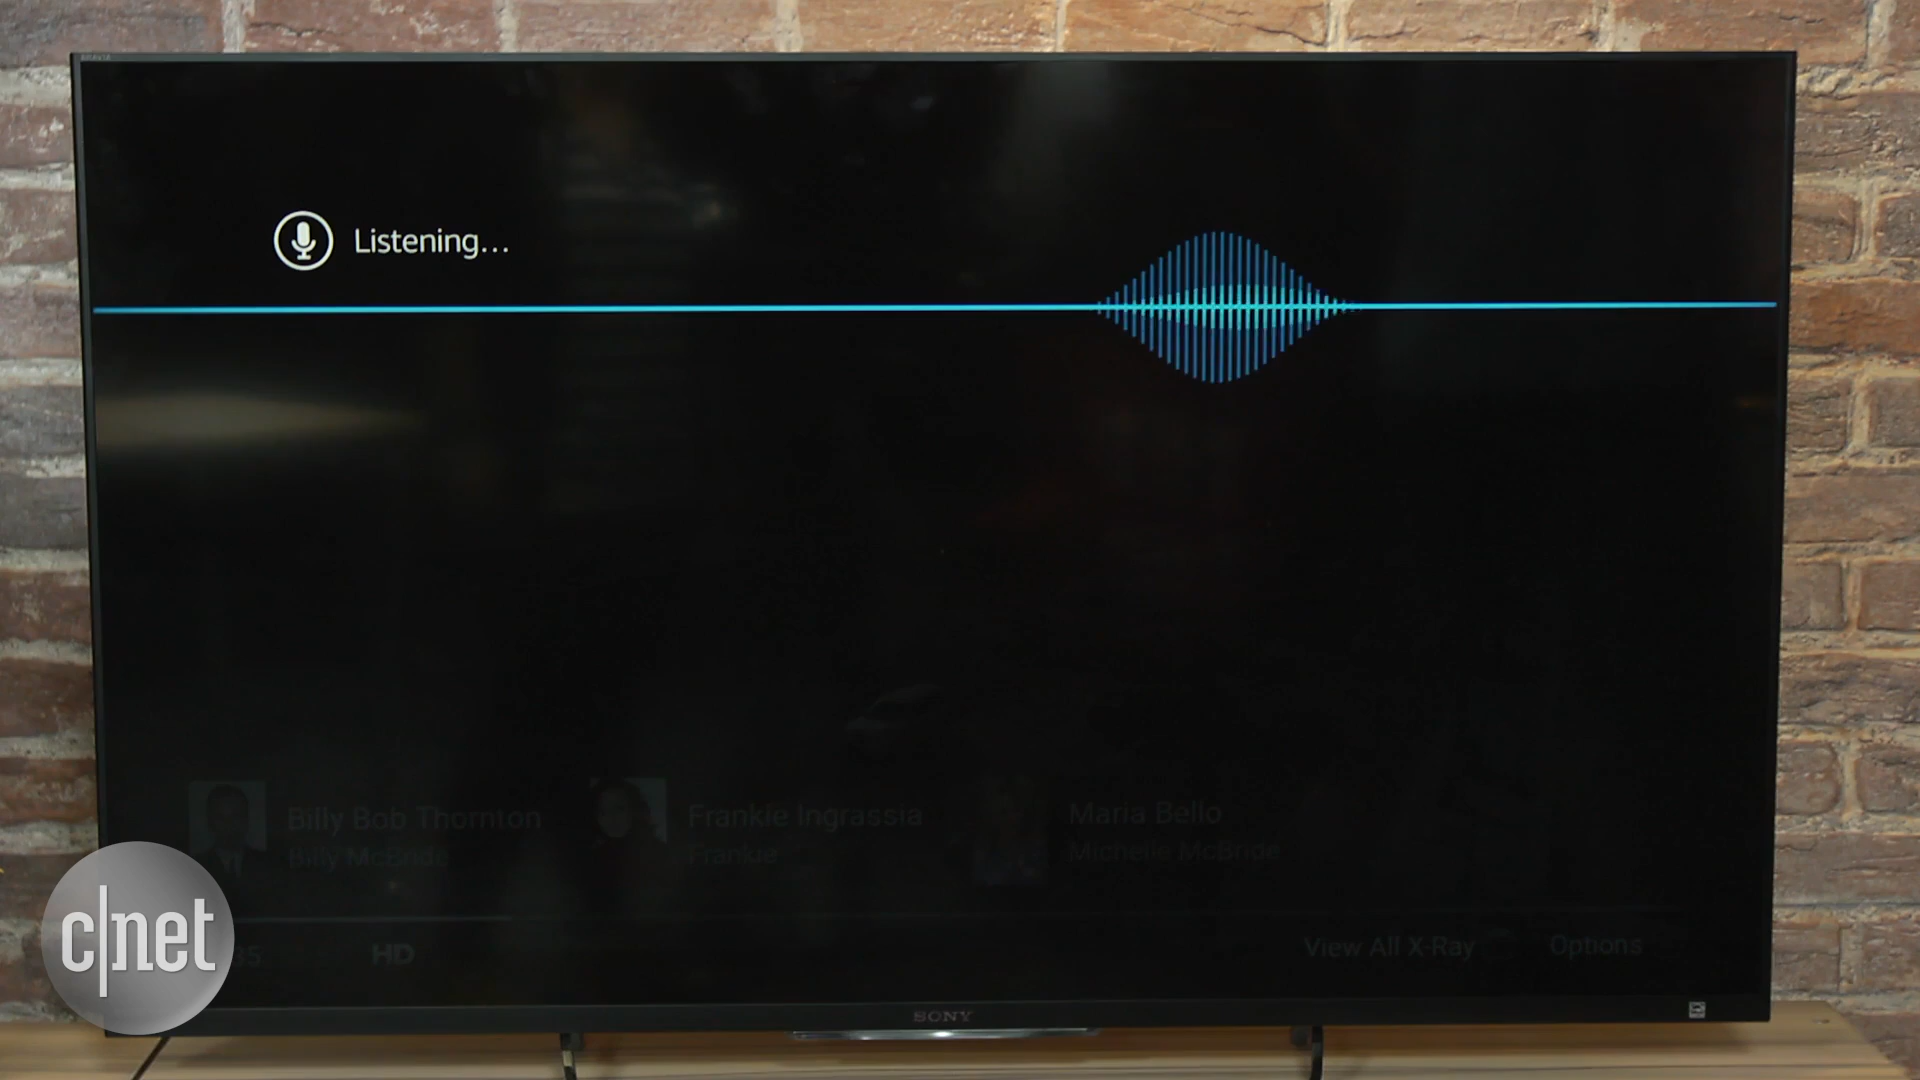 BRAVIA
Listening...
Billy Bob Thornton
Billy McBride
Frankie Ingrassia
Frankie
Maria Bello
Michelle McBride
HD
View All X-Ray
Options
c|net
SONY